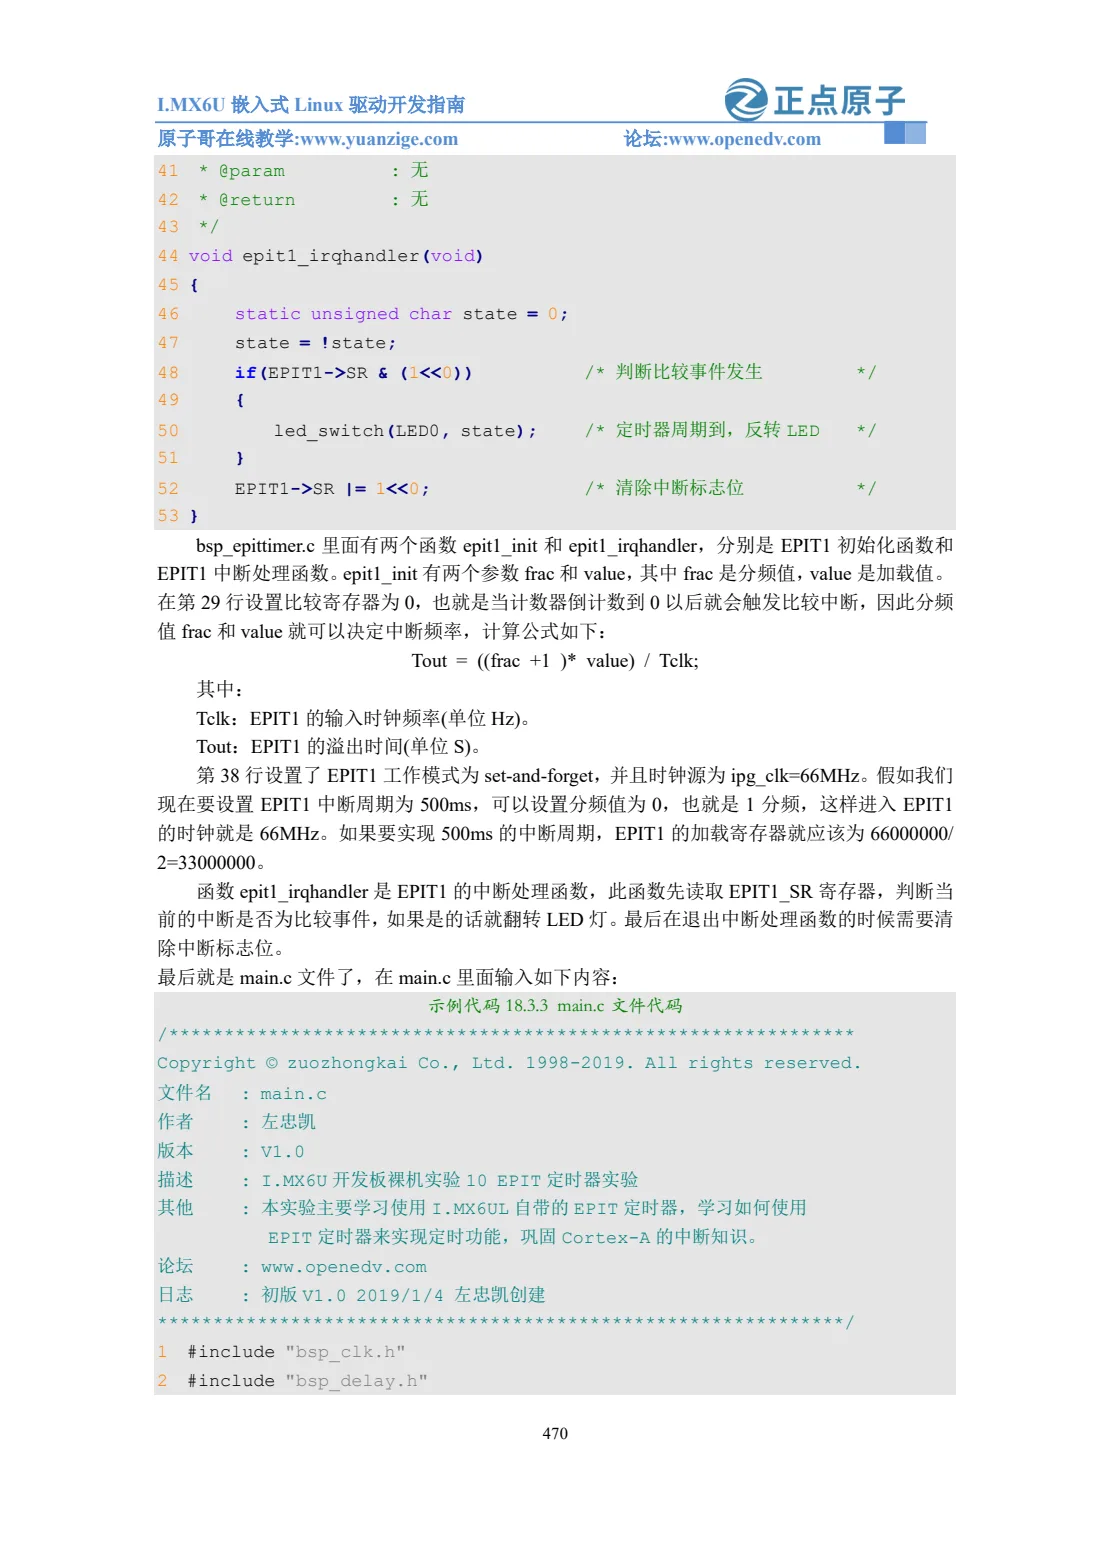 I.MX6U 嵌入式 Linux 驱动开发指南
正点原子
原子哥在线教学:www.yuanzige.com 论坛:www.openedv.com
41 * @param : 无
42 * @return : 无
43 */
44 void epit1_irqhandler(void)
45 {
46 static unsigned char state = 0;
47 state = !state;
48 if(EPIT1->SR & (1<<0)) /* 判断比较事件发生 */
49 {
50 led_switch(LED0, state); /* 定时器周期到，反转 LED */
51 }
52 EPIT1->SR |= 1<<0; /* 清除中断标志位 */
53 }
bsp_epittimer.c 里面有两个函数 epit1_init 和 epit1_irqhandler，分别是 EPIT1 初始化函数和
EPIT1 中断处理函数。epit1_init 有两个参数 frac 和 value，其中 frac 是分频值，value 是加载值。
在第 29 行设置比较寄存器为 0，也就是当计数器倒计数到 0 以后就会触发比较中断，因此分频
值 frac 和 value 就可以决定中断频率，计算公式如下：
Tout = ((frac +1 )* value) / Tclk;
其中：
Tclk：EPIT1 的输入时钟频率(单位 Hz)。
Tout：EPIT1 的溢出时间(单位 S)。
第 38 行设置了 EPIT1 工作模式为 set-and-forget，并且时钟源为 ipg_clk=66MHz。假如我们
现在要设置 EPIT1 中断周期为 500ms，可以设置分频值为 0，也就是 1 分频，这样进入 EPIT1
的时钟就是 66MHz。如果要实现 500ms 的中断周期，EPIT1 的加载寄存器就应该为 66000000/
2=33000000。
函数 epit1_irqhandler 是 EPIT1 的中断处理函数，此函数先读取 EPIT1_SR 寄存器，判断当
前的中断是否为比较事件，如果是的话就翻转 LED 灯。最后在退出中断处理函数的时候需要清
除中断标志位。
最后就是 main.c 文件了，在 main.c 里面输入如下内容：
示例代码 18.3.3 main.c 文件代码
/***************************************************************
Copyright © zuozhongkai Co., Ltd. 1998-2019. All rights reserved.
文件名 : main.c
作者 : 左忠凯
版本 : V1.0
描述 : I.MX6U 开发板裸机实验 10 EPIT 定时器实验
其他 : 本实验主要学习使用 I.MX6UL 自带的 EPIT 定时器，学习如何使用
EPIT 定时器来实现定时功能，巩固 Cortex-A 的中断知识。
论坛 : www.openedv.com
日志 : 初版 V1.0 2019/1/4 左忠凯创建
***************************************************************/
1 #include "bsp_clk.h"
2 #include "bsp_delay.h"
470